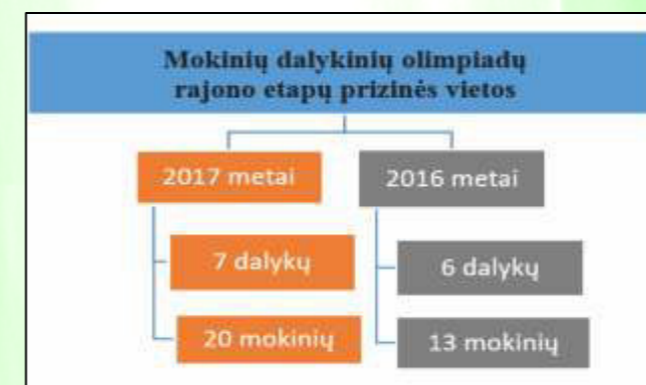 Mokinių dalykinių olimpiadų
rajono etapų prizinės vietos
2017 metai
7 dalykų
20 mokinių
2016 metai
6 dalykų
13 mokinių